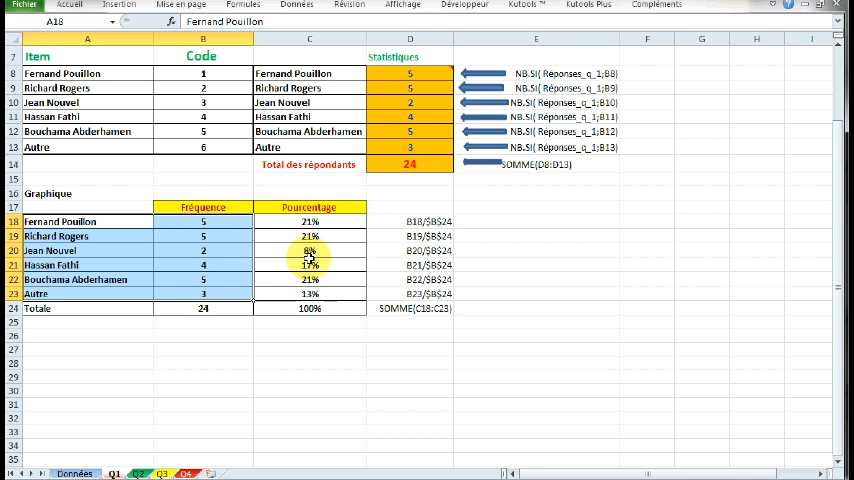 Fichier Accueil Insertion Mise en page Formules Données Révision Affichage Développeur Kutools ™ Kutools Plus Compléments
A18 fx Fernand Pouillon
A B C D E F G H I
7 Item Code Statistiques
8 Fernand Pouillon 1 Fernand Pouillon 5 NB.SI( Réponses_q_1;B8)
9 Richard Rogers 2 Richard Rogers 5 NB.SI( Réponses_q_1;B9)
10 Jean Nouvel 3 Jean Nouvel 2 NB.SI( Réponses_q_1;B10)
11 Hassan Fathi 4 Hassan Fathi 4 NB.SI( Réponses_q_1;B11)
12 Bouchama Abderhamen 5 Bouchama Abderhamen 5 NB.SI( Réponses_q_1;B12)
13 Autre 6 Autre 3 NB.SI( Réponses_q_1;B13)
14 Total des répondants 24 SOMME(D8:D13)
15
16 Graphique
17 Fréquence Pourcentage
18 Fernand Pouillon 5 21% B18/$B$24
19 Richard Rogers 5 21% B19/$B$24
20 Jean Nouvel 2 8% B20/$B$24
21 Hassan Fathi 4 17% B21/$B$24
22 Bouchama Abderhamen 5 21% B22/$B$24
23 Autre 3 13% B23/$B$24
24 Totale 24 100% SOMME(C18:C23)
25
26
27
28
29
30
31
32
33
34
35
Données Q1 Q2 Q3 Q4